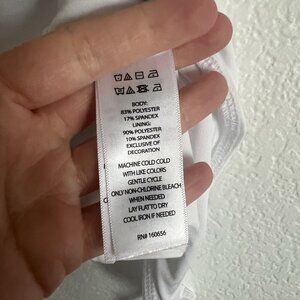 BODY:
83% POLYESTER
17% SPANDEX
LINING:
90% POLYESTER
10% SPANDEX
EXCLUSIVE OF
DECORATION
MACHINE COLD COLD
WITH LIKE COLORS
GENTLE CYCLE
ONLY NON-CHLORINE BLEACH
WHEN NEEDED
LAY FLAT TO DRY
COOL IRON IF NEEDED
RN# 160656